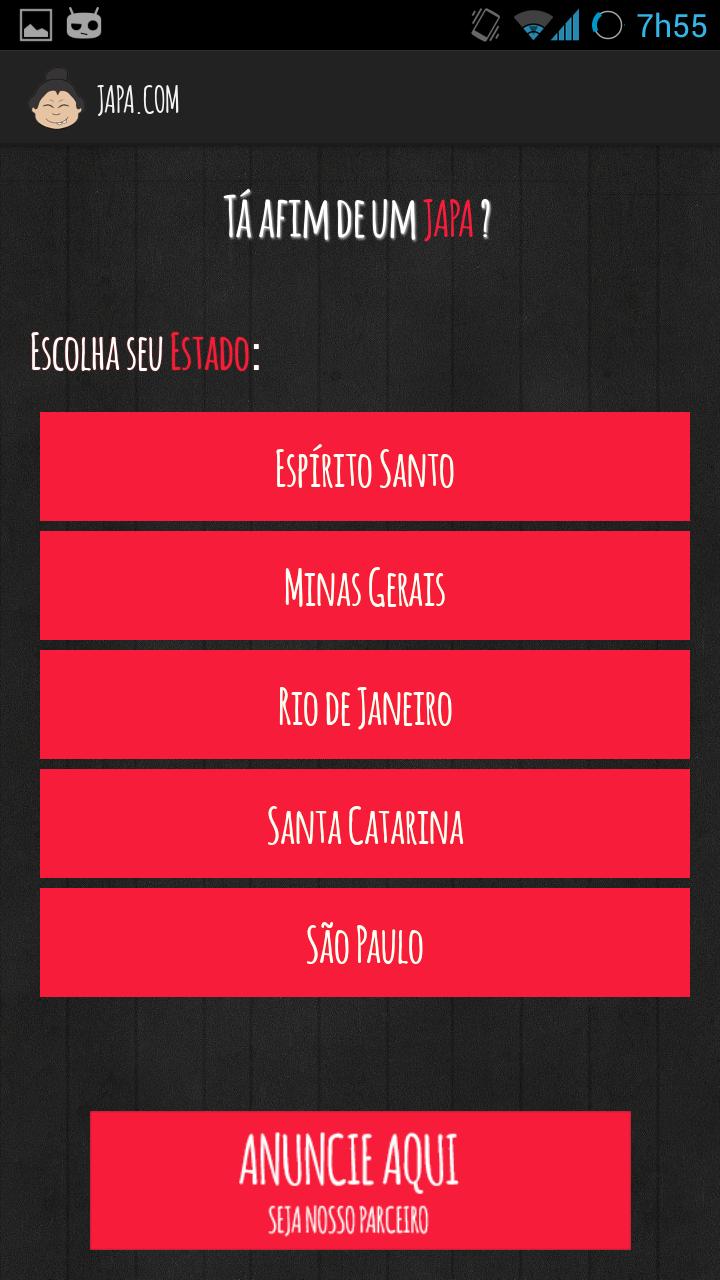 7h55
JAPA.COM
TÁ AFIM DE UM JAPA ?
ESCOLHA SEU ESTADO:
ESPÍRITO SANTO
MINAS GERAIS
RIO DE JANEIRO
SANTA CATARINA
SÃO PAULO
ANUNCIE AQUI
SEJA NOSSO PARCEIRO